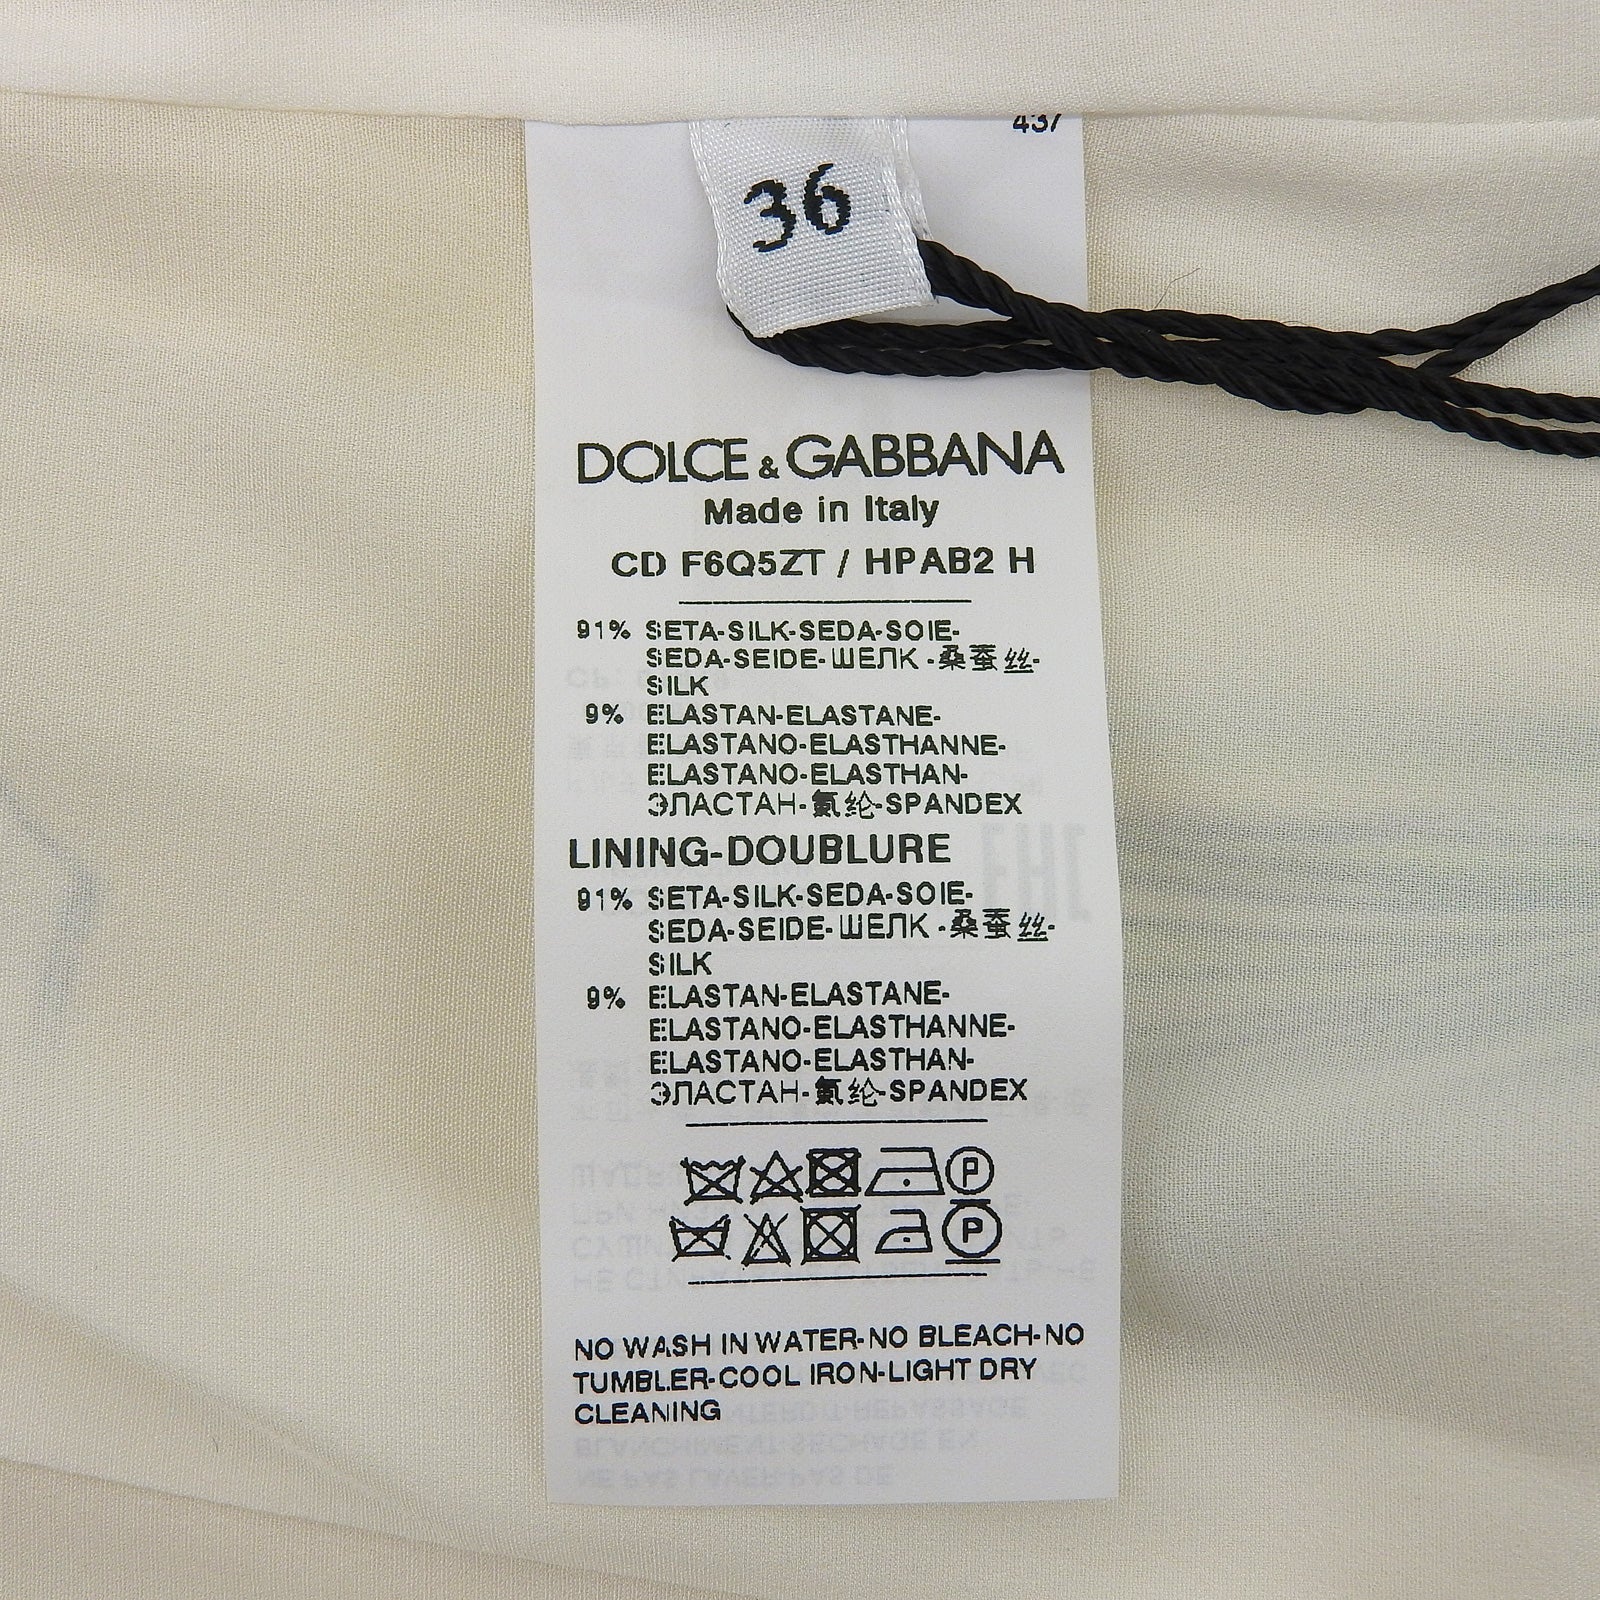 437
36
DOLCE & GABBANA
Made in Italy
CD F6Q5ZT / HPAB2 H
91% SETA-SILK-SEDA-SOIE-
SEDA-SEIDE-ШЕЛК -桑蚕丝-
SILK
9% ELASTAN-ELASTANE-
ELASTANO-ELASTHANNE-
ELASTANO-ELASTHAN-
ЭЛАСТАН-氨纶-SPANDEX
LINING-DOUBLURE
91% SETA-SILK-SEDA-SOIE-
SEDA-SEIDE-ШЕЛК -桑蚕丝-
SILK
9% ELASTAN-ELASTANE-
ELASTANO-ELASTHANNE-
ELASTANO-ELASTHAN-
ЭЛАСТАН-氨纶-SPANDEX
P
P
NO WASH IN WATER-NO BLEACH-NO
TUMBLER-COOL IRON-LIGHT DRY
CLEANING